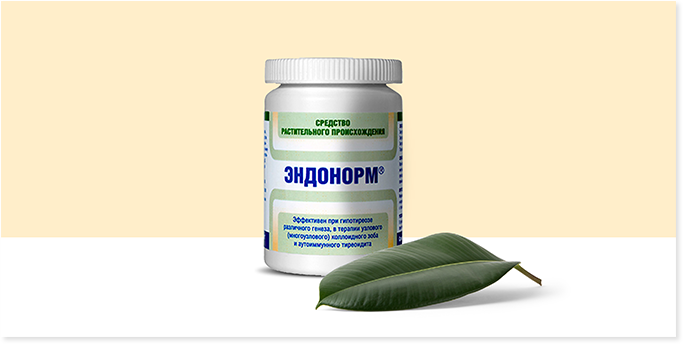 СРЕДСТВО
РАСТИТЕЛЬНОГО ПРОИСХОЖДЕНИЯ
ЭНДОНОРМ®
Эффективен при гипотиреозе
различного генеза, в терапии узлового
(многоузлового) коллоидного зоба
и аутоиммунного тиреоидита